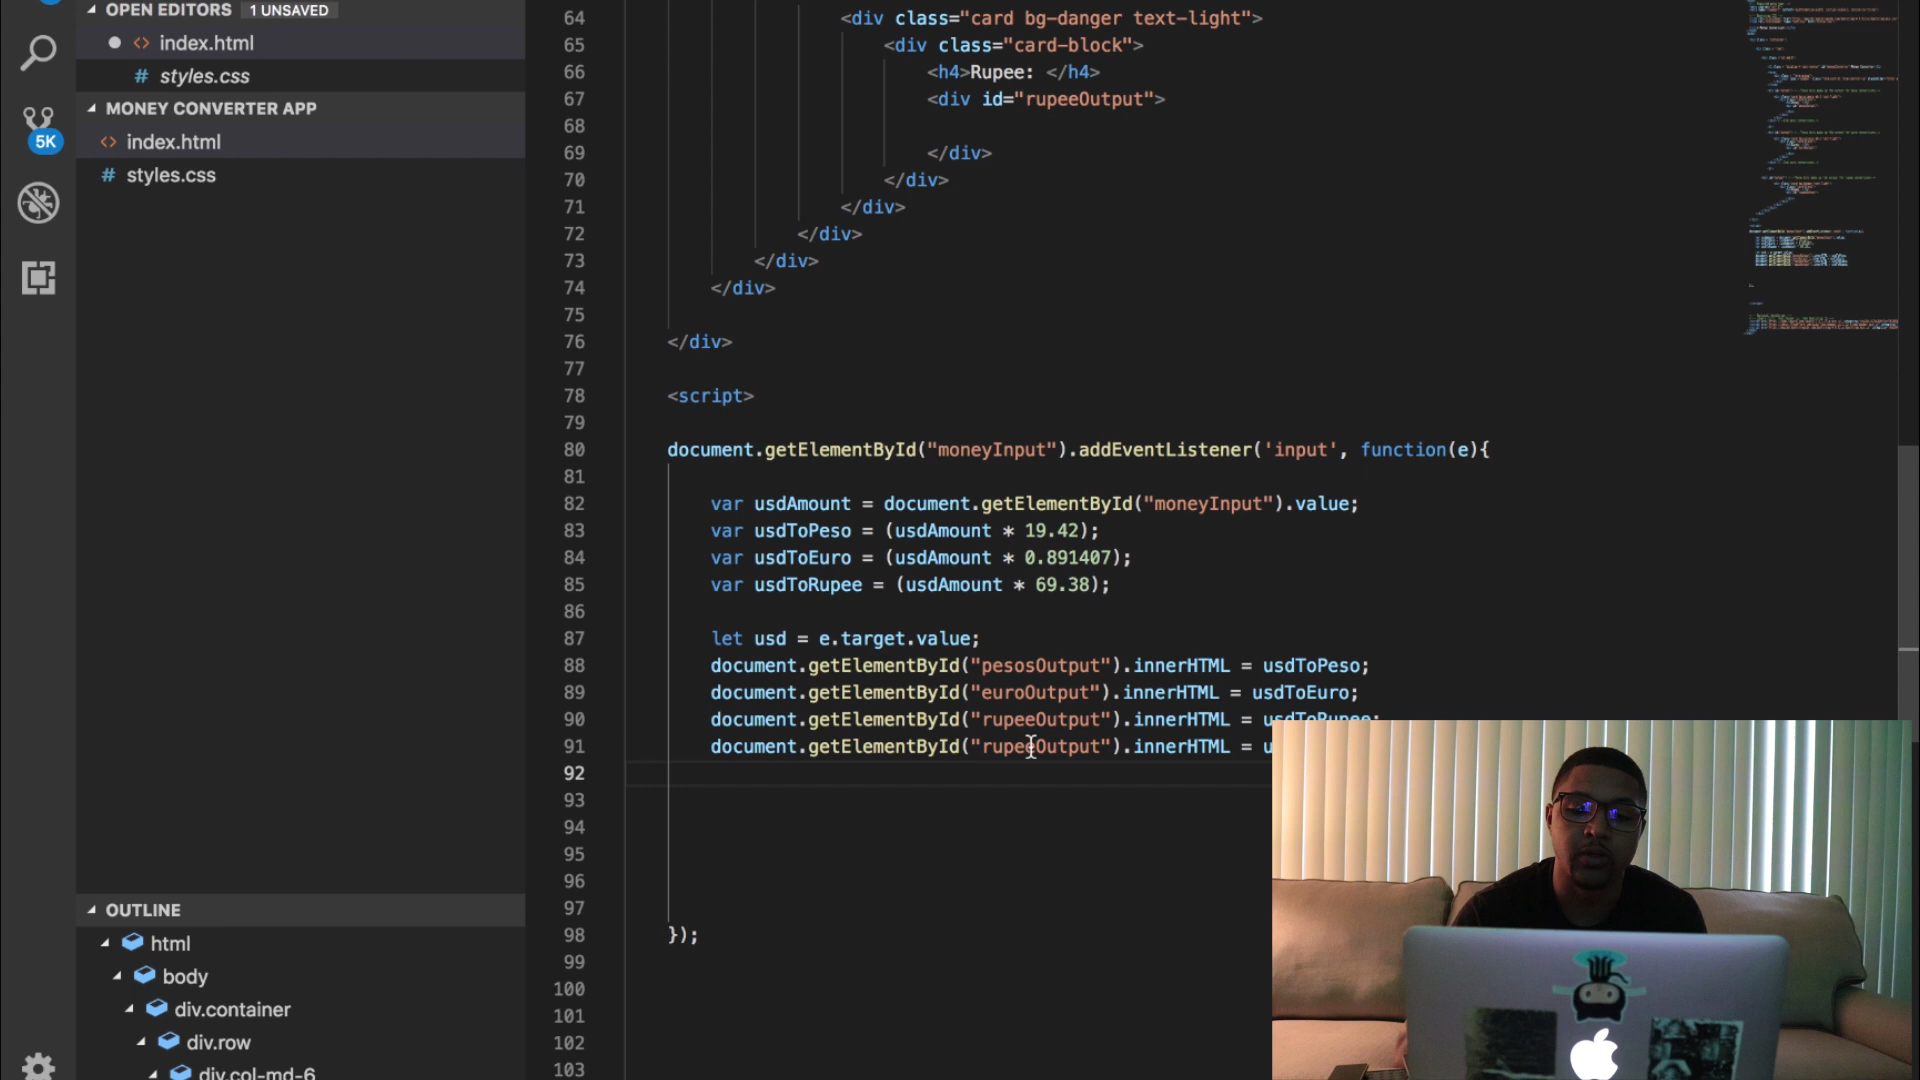 OPEN EDITORS 1 UNSAVED
<> index.html
# styles.css
MONEY CONVERTER APP
<> index.html
5K
# styles.css
OUTLINE
html
body
div.container
div.row
div.col-md-6
64 <div class="card bg-danger text-light">
65 <div class="card-block">
66 <h4>Rupee: </h4>
67 <div id="rupeeOutput">
68
69 </div>
70 </div>
71 </div>
72 </div>
73 </div>
74 </div>
75
76 </div>
77
78 <script>
79
80 document.getElementById("moneyInput").addEventListener('input', function(e){
81
82 var usdAmount = document.getElementById("moneyInput").value;
83 var usdToPeso = (usdAmount * 19.42);
84 var usdToEuro = (usdAmount * 0.891407);
85 var usdToRupee = (usdAmount * 69.38);
86
87 let usd = e.target.value;
88 document.getElementById("pesosOutput").innerHTML = usdToPeso;
89 document.getElementById("euroOutput").innerHTML = usdToEuro;
90 document.getElementById("rupeeOutput").innerHTML = usdToRupee;
91 document.getElementById("rupeeOutput").innerHTML = u
92
93
94
95
96
97
98 });
99
100
101
102
103